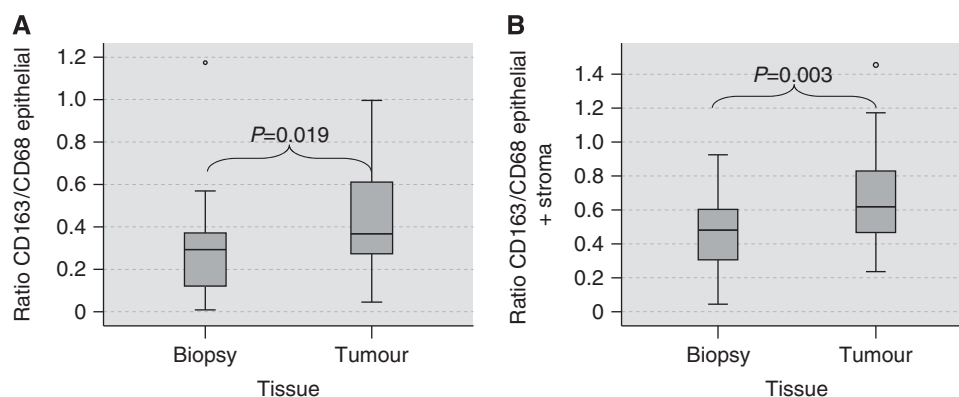 A
Ratio CD163/CD68 epithelial
1.2
1.0
0.8
0.6
0.4
0.2
0
P=0.019
Biopsy
Tumour
Tissue
B
Ratio CD163/CD68 epithelial
+ stroma
1.4
1.2
1.0
0.8
0.6
0.4
0.2
0
P=0.003
Biopsy
Tumour
Tissue